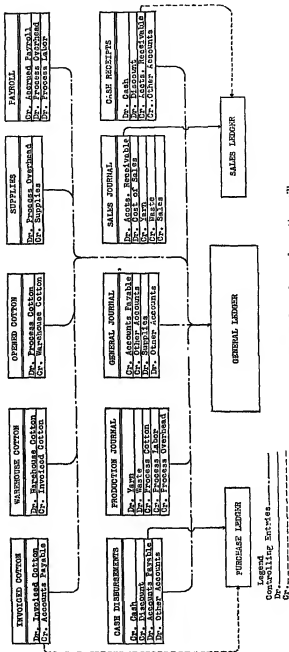 INVOICED COTTON
Dr. Invoiced Cotton
Cr. Accounts Payable
WAREHOUSE COTTON
Dr. Warehouse Cotton
Cr. Invoiced Cotton
OPENED COTTON
Dr. Process Cotton
Cr. Warehouse Cotton
SUPPLIES
Dr. Process Overhead
Cr. Supplies
PAYROLL
Cr. Accrued Payroll
Dr. Process Overhead
Dr. Process Labor
CASH DISBURSEMENTS
Cr. Cash
Cr. Discount
Dr. Accounts Payable
Dr. Other Accounts
PRODUCTION JOURNAL
Dr. Yarn
Dr. Waste
Cr. Process Cotton
Cr. Process Labor
Cr. Process Overhead
GENERAL JOURNAL
Cr. Accounts Payable
Cr. Other Accounts
Dr. Supplies
Dr. Other Accounts
SALES JOURNAL
Dr. Accts. Receivable
Dr. Cost of Sales
Cr. Yarn
Cr. Waste
Cr. Sales
CASH RECEIPTS
Dr. Cash
Dr. Discount
Cr. Accts. Receivable
Cr. Other Accounts
PURCHASE LEDGER
GENERAL LEDGER
SALES LEDGER
Legend
Controlling Entries
Dr.
Cr.